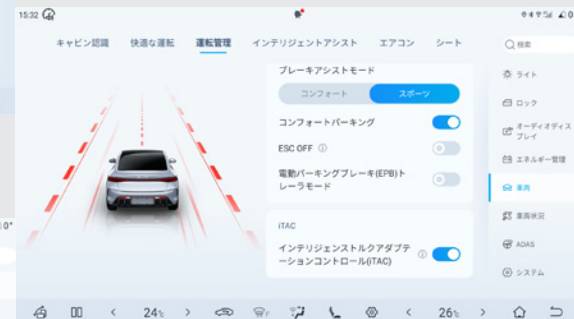 15:32
キャビン認識 快適な運転 運転管理 インテリジェントアシスト エアコン シート
検索
ブレーキアシストモード
コンフォート スポーツ
コンフォートパーキング
ESC OFF
電動パーキングブレーキ(EPB)ト
レーラモード
iTAC
インテリジェンストルクアダプテ
ーションコントロール(iTAC)
ライト
ロック
オーディオディス
プレイ
エネルギー管理
車両
車両状況
ADAS
システム
24°c 26°c